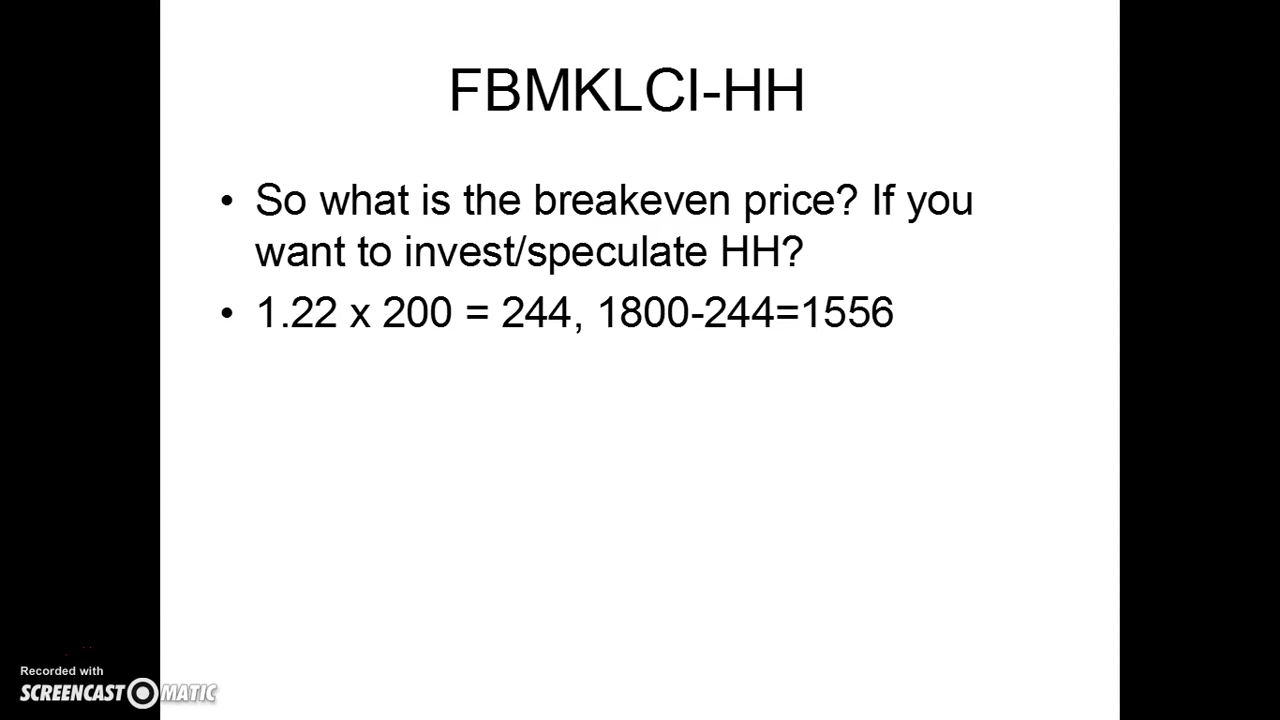 FBMKLCI-HH
• So what is the breakeven price? If you
want to invest/speculate HH?
• 1.22 x 200 = 244, 1800-244=1556
Recorded with
SCREENCAST MATIC